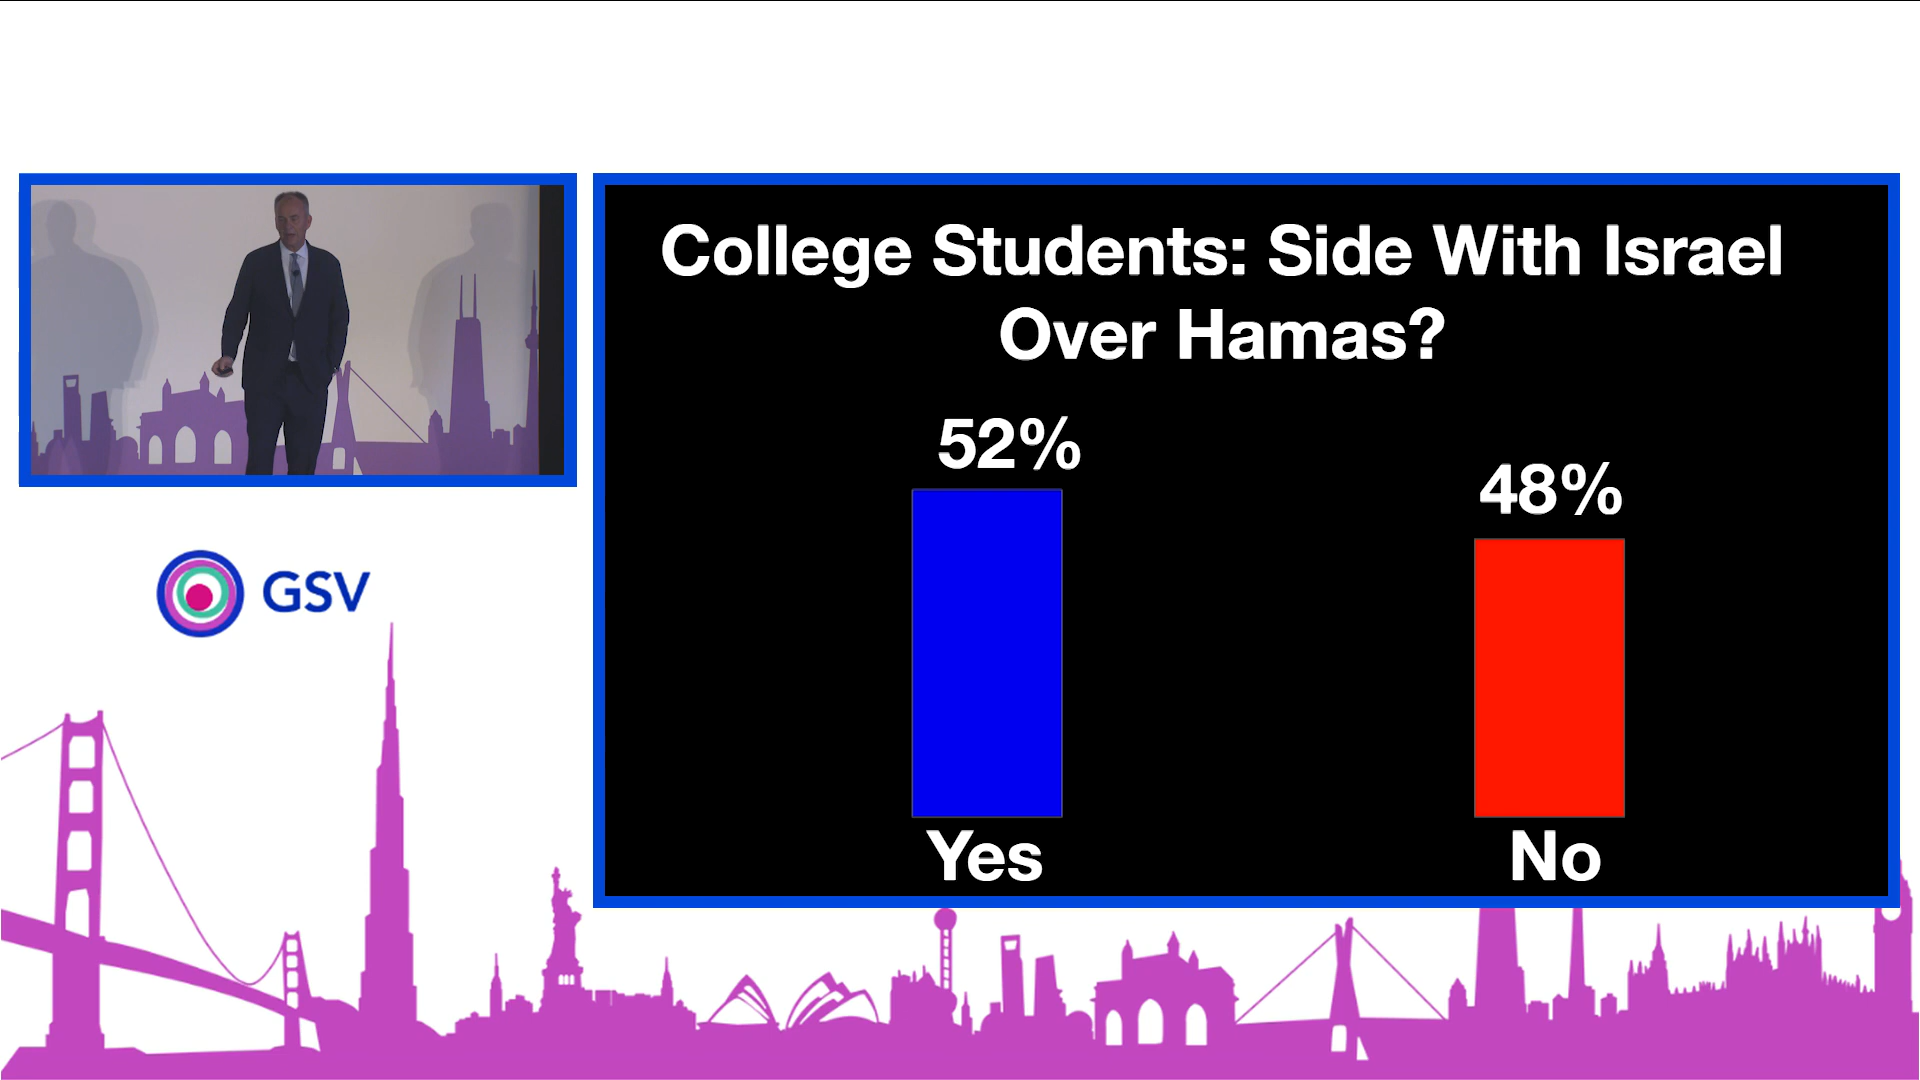 College Students: Side With Israel
Over Hamas?
52%
48%
Yes
No
GSV